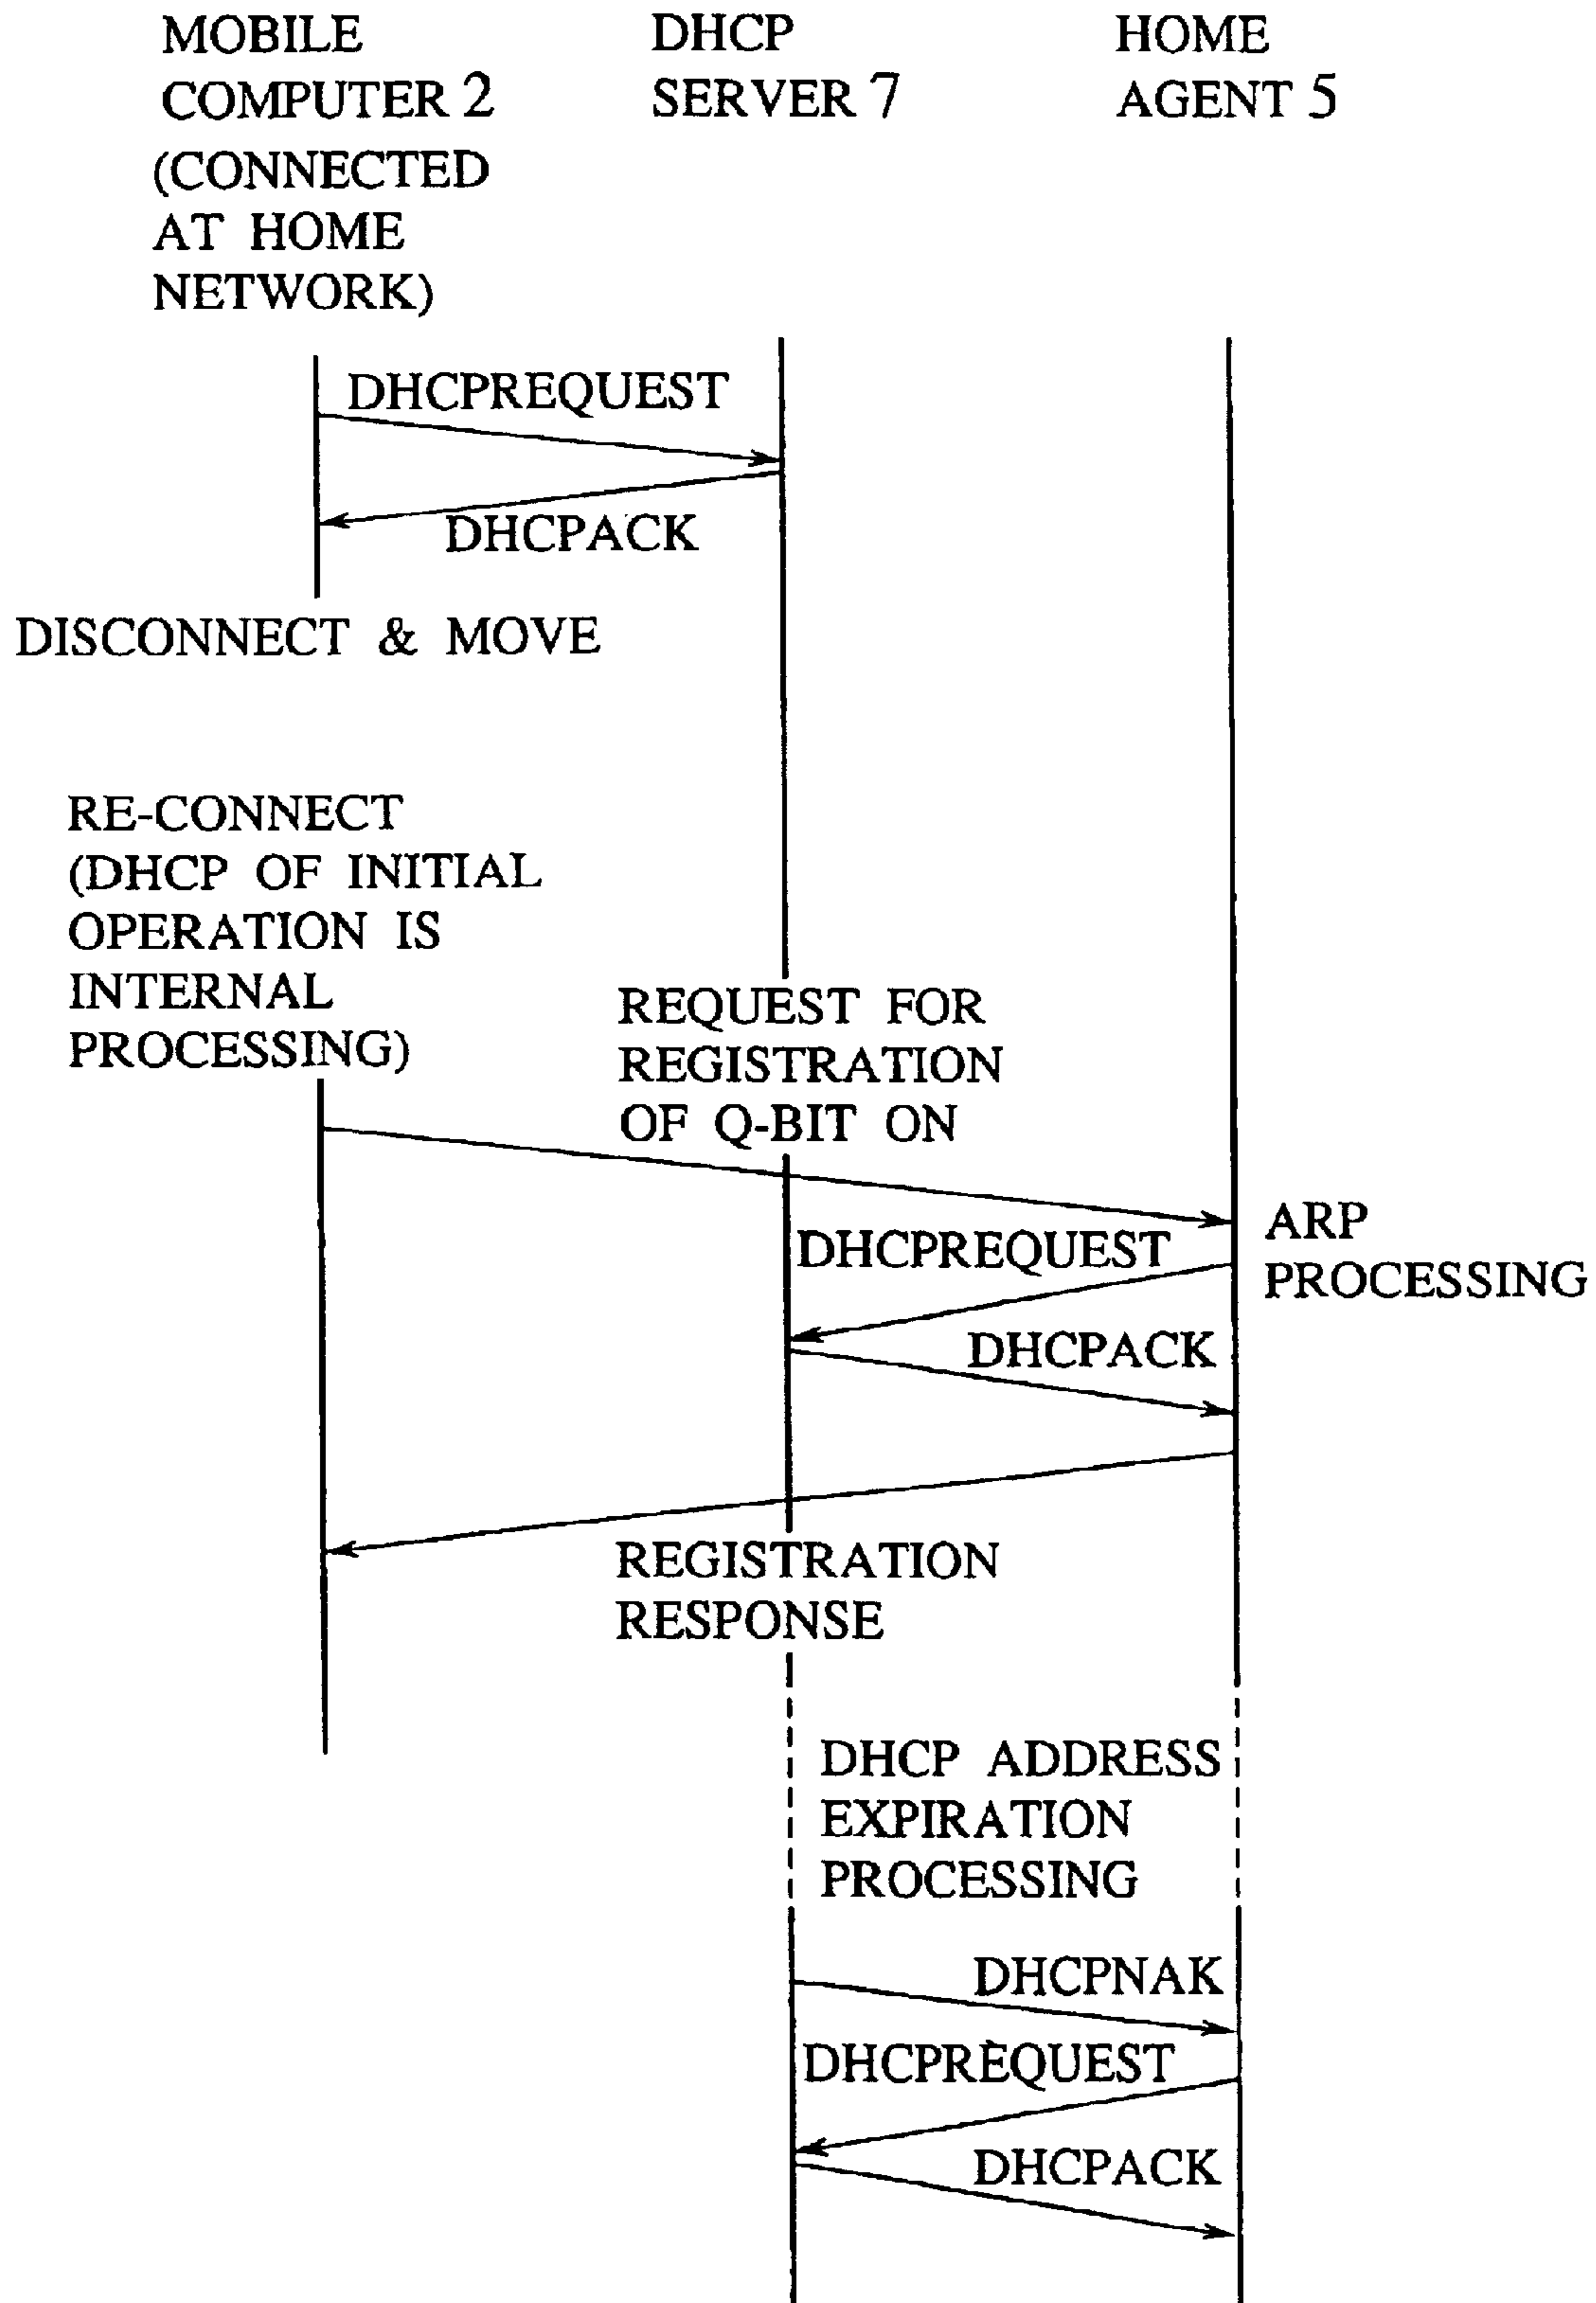 MOBILE
COMPUTER 2
(CONNECTED
AT HOME
NETWORK)
DHCP
SERVER 7
HOME
AGENT 5
DHCPREQUEST
DHCPACK
DISCONNECT & MOVE
RE-CONNECT
(DHCP OF INITIAL
OPERATION IS
INTERNAL
PROCESSING)
REQUEST FOR
REGISTRATION
OF Q-BIT ON
ARP
PROCESSING
DHCPREQUEST
DHCPACK
REGISTRATION
RESPONSE
DHCP ADDRESS
EXPIRATION
PROCESSING
DHCPNAK
DHCPREQUEST
DHCPACK